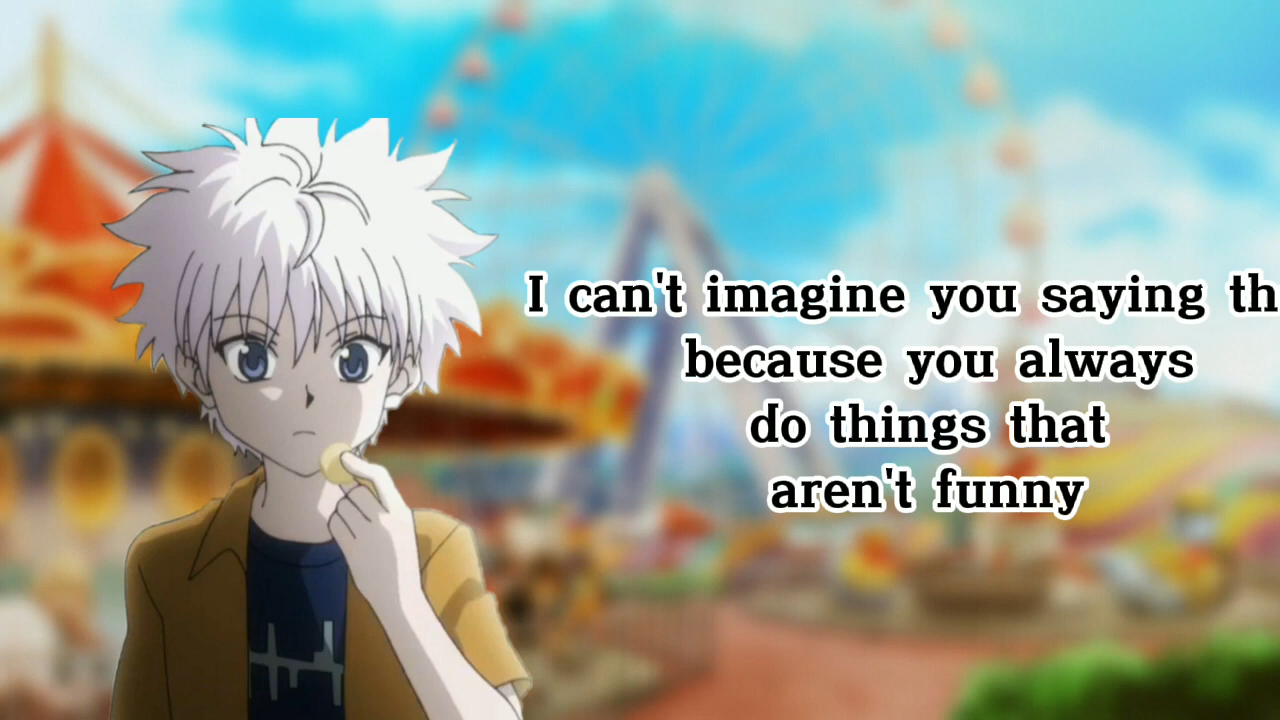 I can't imagine you saying th
because you always
do things that
aren't funny